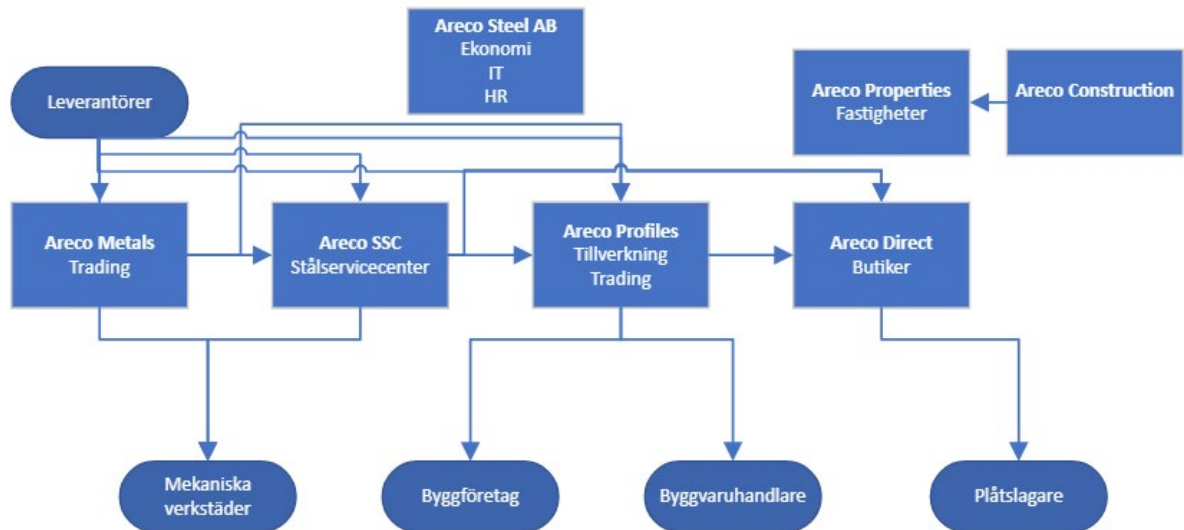 Areco Steel AB
Ekonomi
IT
HR
Leverantörer
Areco Properties
Fastigheter
Areco Construction
Areco Metals
Trading
Areco SSC
Stålservicecenter
Areco Profiles
Tillverkning
Trading
Areco Direct
Butiker
Mekaniska
verkstäder
Byggföretag
Byggvaruhandlare
Plåtslagare